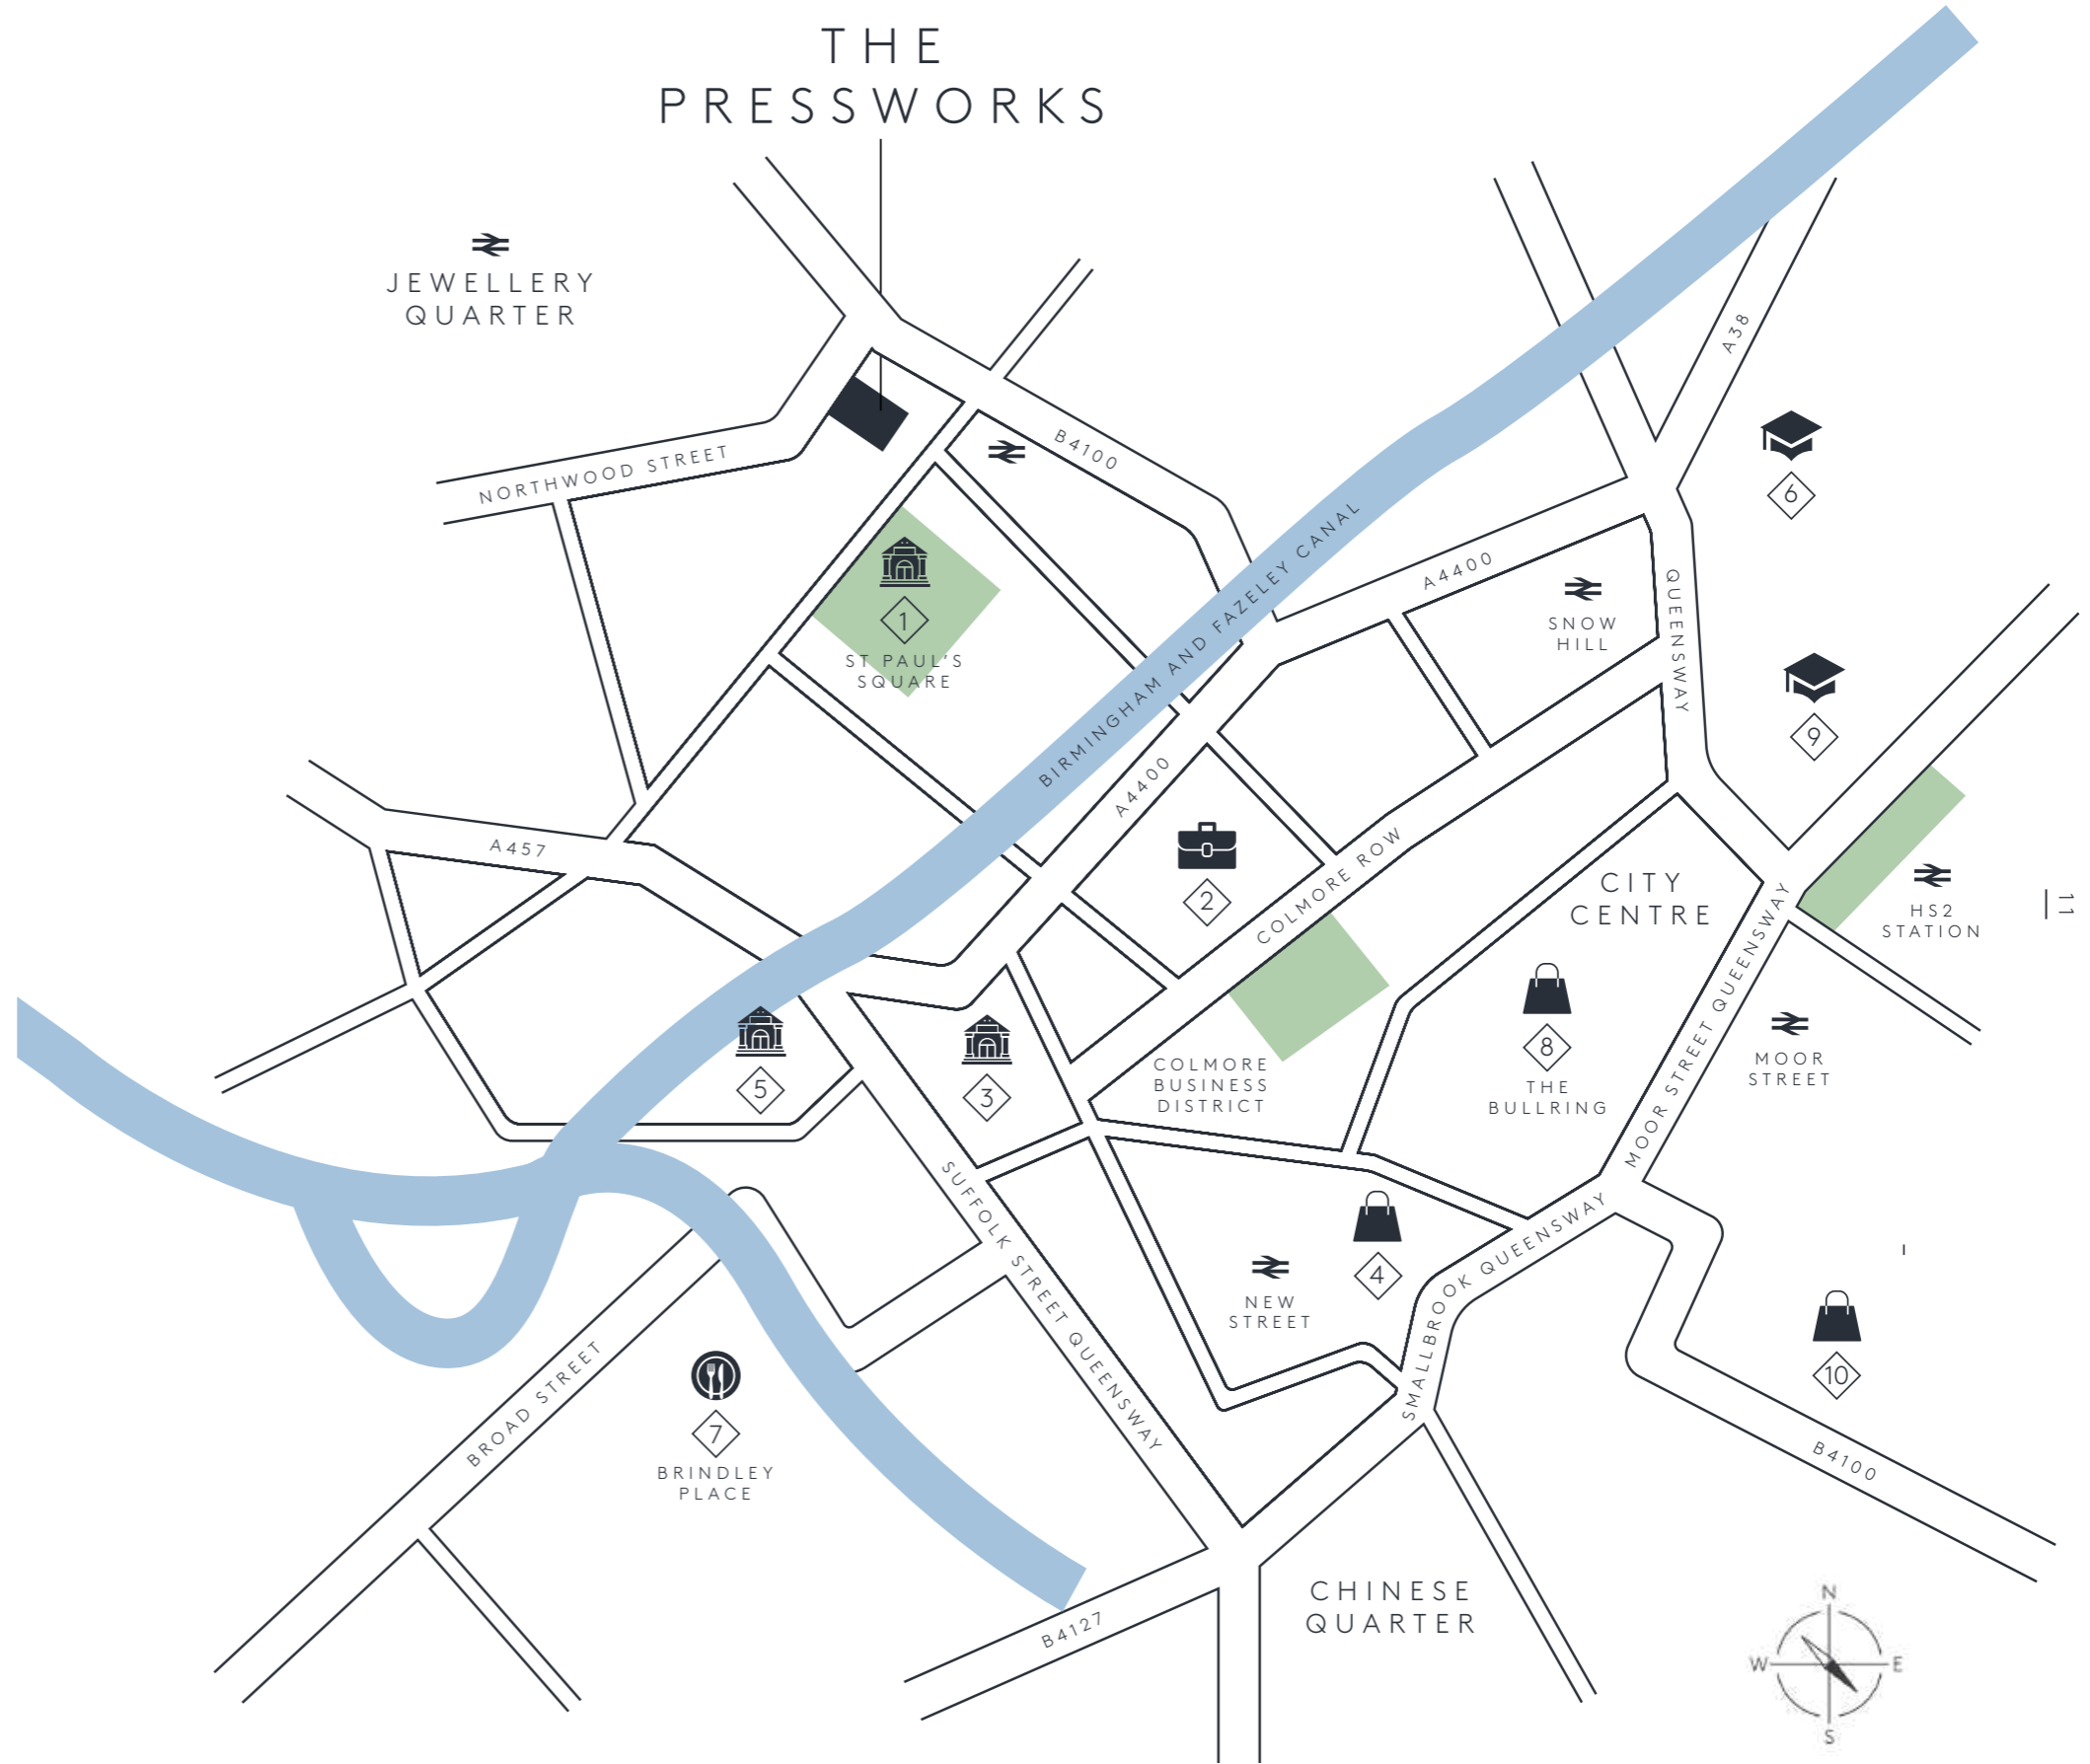 THE
PRESSWORKS
JEWELLERY
QUARTER
NORTHWOOD STREET
B4100
A38
6
BIRMINGHAM AND FAZELEY CANAL
A4400
SNOW
HILL
QUEENSWAY
1
ST PAUL'S
SQUARE
9
A457
A4400
2
COLMORE ROW
CITY
CENTRE
HS2
STATION
11
MOOR STREET QUEENSWAY
8
THE
BULLRING
MOOR
STREET
COLMORE
BUSINESS
DISTRICT
5
3
SUFFOLK STREET QUEENSWAY
4
NEW
STREET
SMALLBROOK QUEENSWAY
10
BROAD STREET
7
BRINDLEY
PLACE
B4100
CHINESE
QUARTER
B4127
N
W
E
S